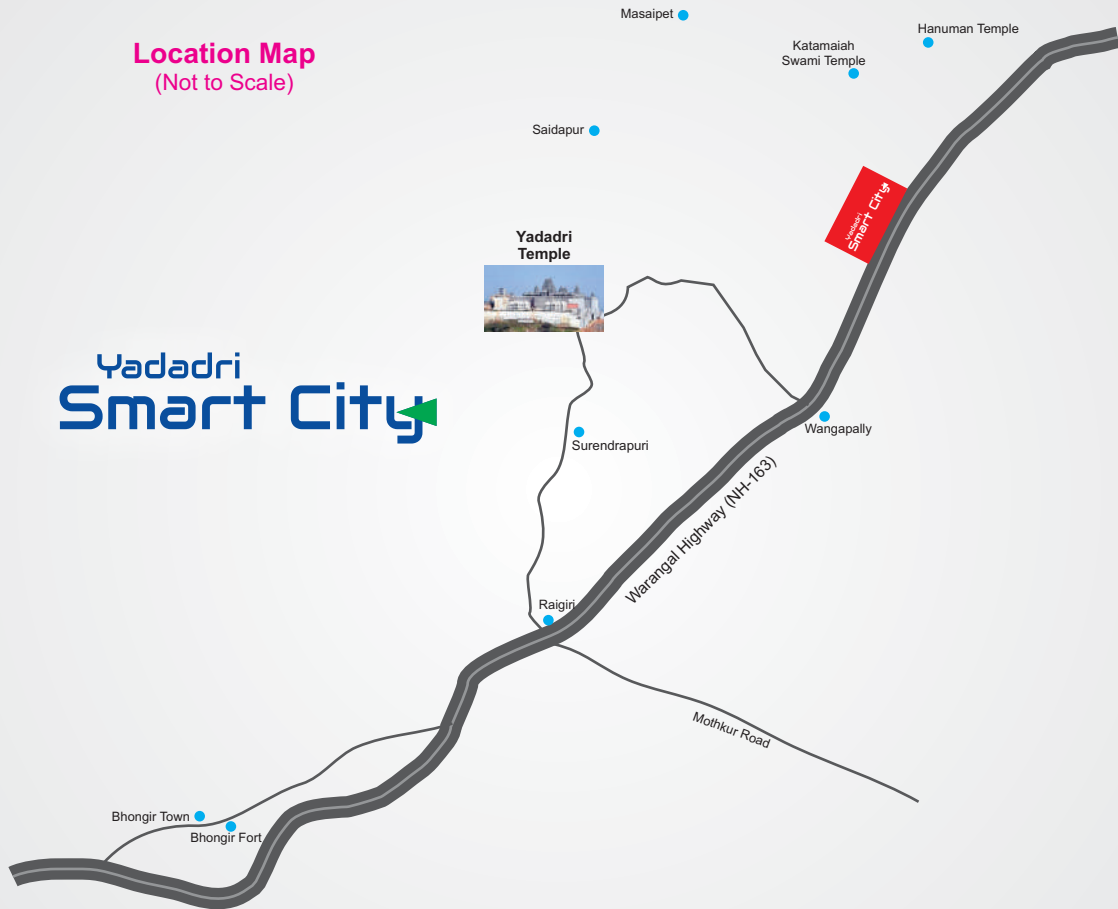 Masaipet
Hanuman Temple
Location Map
(Not to Scale)
Katamaiah
Swami Temple
Saidapur
Yadadri
Smart City
Yadadri
Temple
Yadadri
Smart City
Wangapally
Surendrapuri
Warangal Highway (NH-163)
Raigiri
Mothkur Road
Bhongir Town
Bhongir Fort